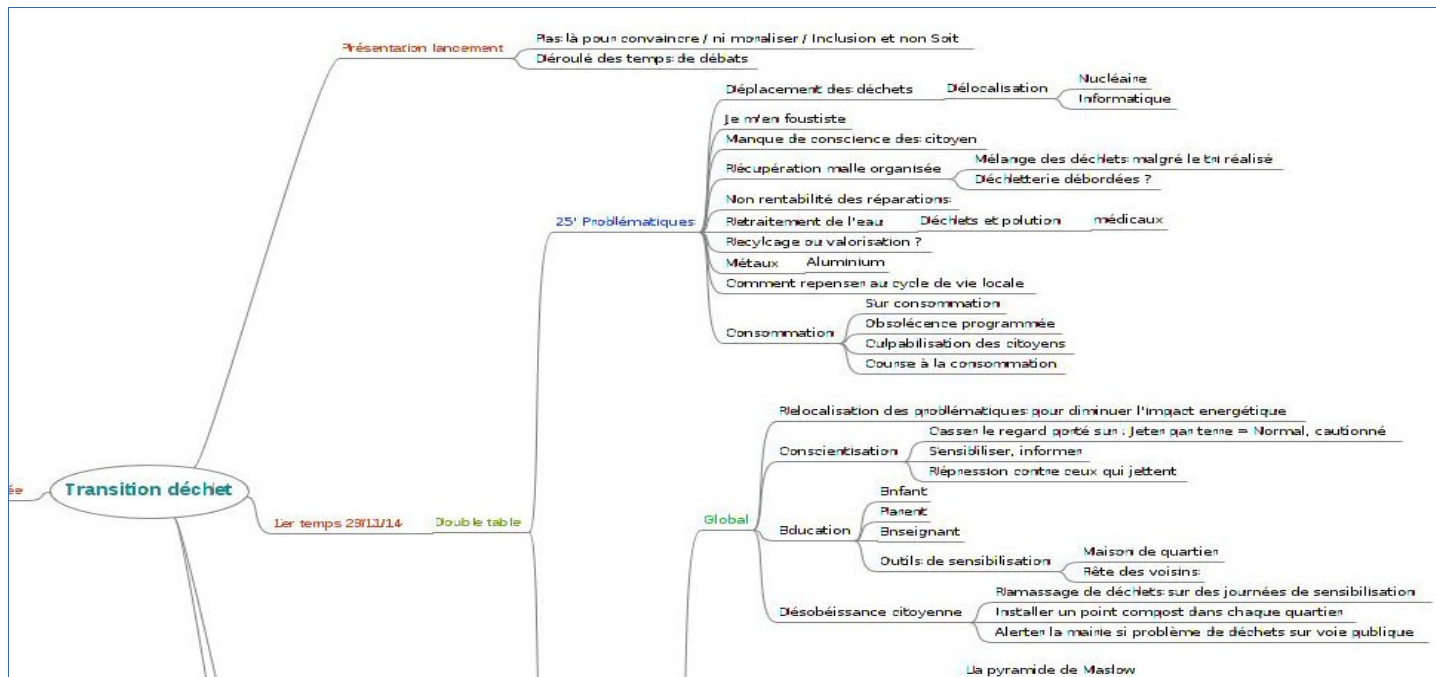 Présentation lancement
Pas là pour convaincre / ni moraliser / Inclusion et non Soit
Déroulé des temps de débats
Déplacement des déchets
Délocalisation
Nucléaire
Informatique
Je m'en foustiste
Manque de conscience des citoyen
Récupération malle organisée
Mélange des déchets malgré le tri réalisé
Déchetterie débordées ?
25' Problématiques
Non rentabilité des réparations
Retraitement de l'eau
Déchets et polution
médicaux
Recylcage ou valorisation ?
Métaux
Aluminium
Comment repenser au cycle de vie locale
Consommation
Sur consommation
Obsolécence programmée
Culpabilisation des citoyens
Course à la consommation
ée
Transition déchet
1er temps 29/11/14
Double table
Global
Relocalisation des problématiques pour diminuer l'impact energétique
Conscientisation
Casser le regard porté sur : Jeter par terre = Normal, cautionné
Sensibiliser, informer
Répression contre ceux qui jettent
Education
Enfant
Parent
Enseignant
Outils de sensibilisation
Maison de quartier
Fête des voisins
Désobéissance citoyenne
Ramassage de déchets sur des journées de sensibilisation
Installer un point compost dans chaque quartier
Alerter la mairie si problème de déchets sur voie publique
La pyramide de Maslow